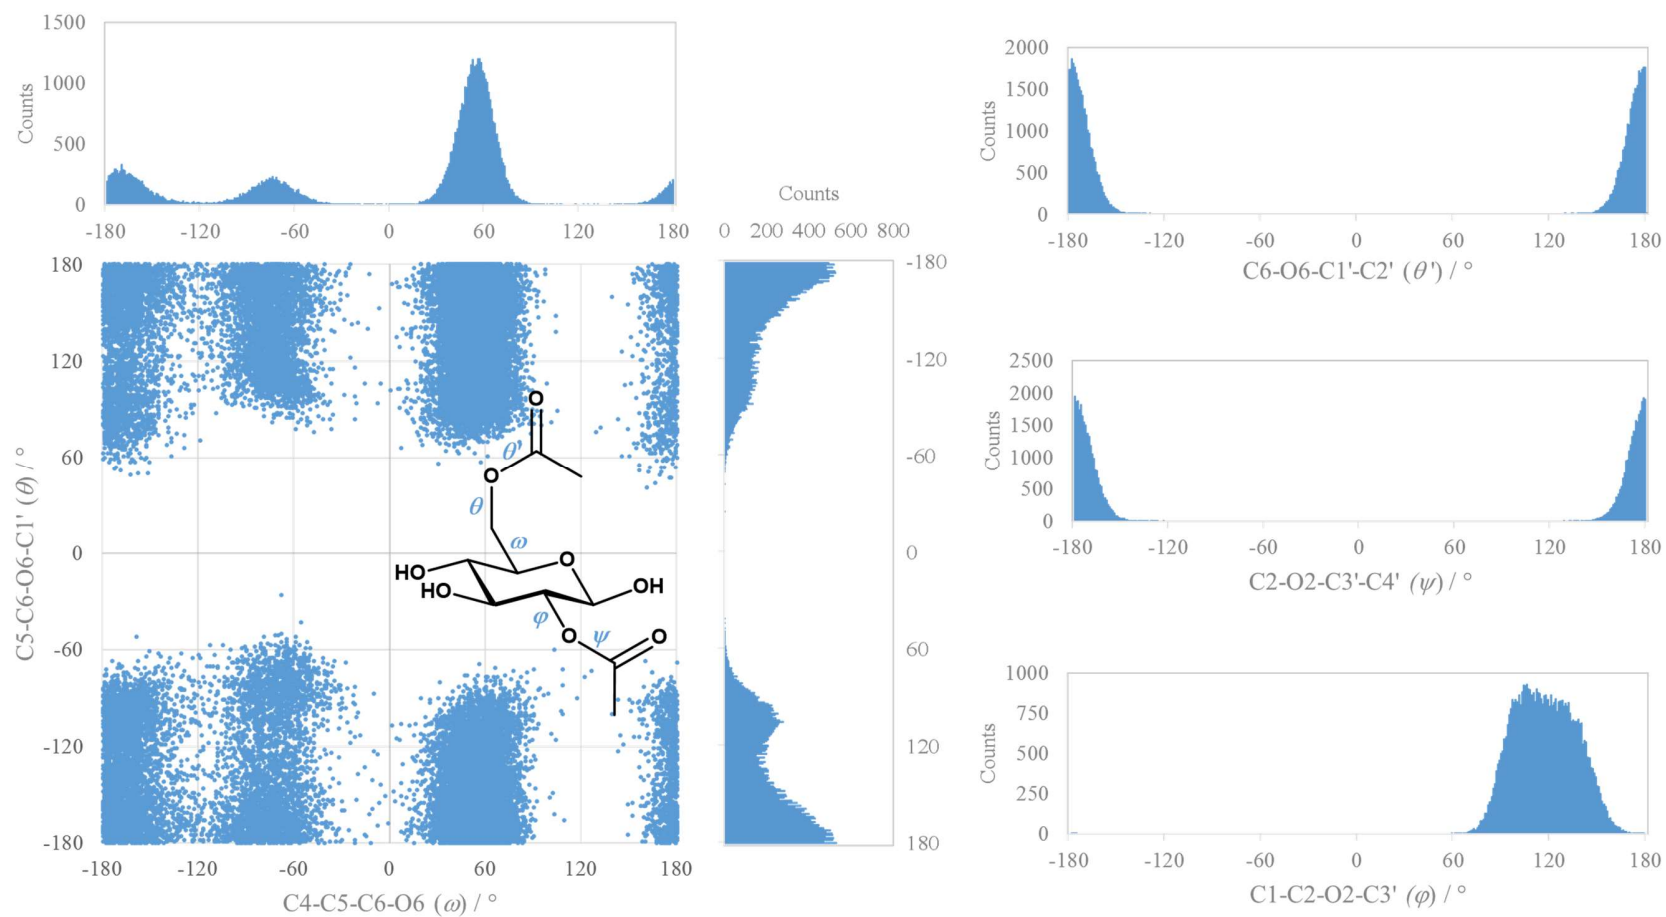 1500
1000
500
0
Counts
-180 -120 -60 0 60 120 180
Counts
0 200 400 600 800
180
120
60
0
-60
-120
-180
C5-C6-O6-C1' (θ) / °
-180 -120 -60 0 60 120 180
C4-C5-C6-O6 (ω) / °
-180
-120
-60
0
60
120
180
O
θ'
O
θ
ω
O
HO
HO
OH
φ
O
ψ
O
2000
1500
1000
500
0
Counts
-180 -120 -60 0 60 120 180
C6-O6-C1'-C2' (θ') / °
2500
2000
1500
1000
500
0
Counts
-180 -120 -60 0 60 120 180
C2-O2-C3'-C4' (ψ) / °
1000
750
500
250
0
Counts
-180 -120 -60 0 60 120 180
C1-C2-O2-C3' (φ) / °